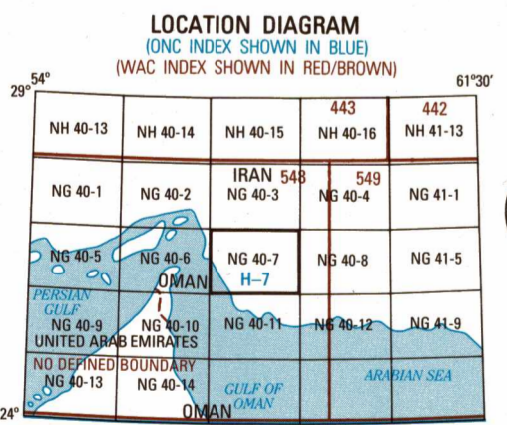 LOCATION DIAGRAM
(ONC INDEX SHOWN IN BLUE)
(WAC INDEX SHOWN IN RED/BROWN)
54° 61°30'
29°
443 442
NH 40-13 NH 40-14 NH 40-15 NH 40-16 NH 41-13
IRAN 548 549
NG 40-1 NG 40-2 NG 40-3 NG 40-4 NG 41-1
NG 40-5 NG 40-6 NG 40-7 NG 40-8 NG 41-5
OMAN H-7
PERSIAN
GULF
NG 40-9 NG 40-10 NG 40-11 NG 40-12 NG 41-9
UNITED ARAB EMIRATES
NO DEFINED BOUNDARY
ARABIAN SEA
NG 40-13 NG 40-14 GULF OF
OMAN
24° OMAN